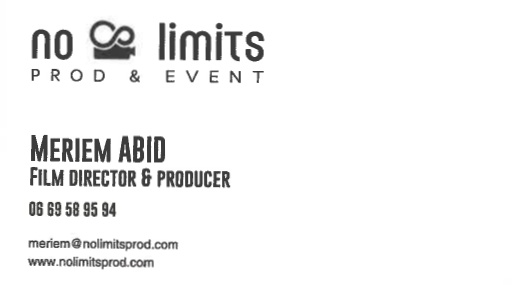 no limits
PROD & EVENT
MERIEM ABID
FILM DIRECTOR & PRODUCER
06 69 58 95 94
meriem@nolimitsprod.com
www.nolimitsprod.com